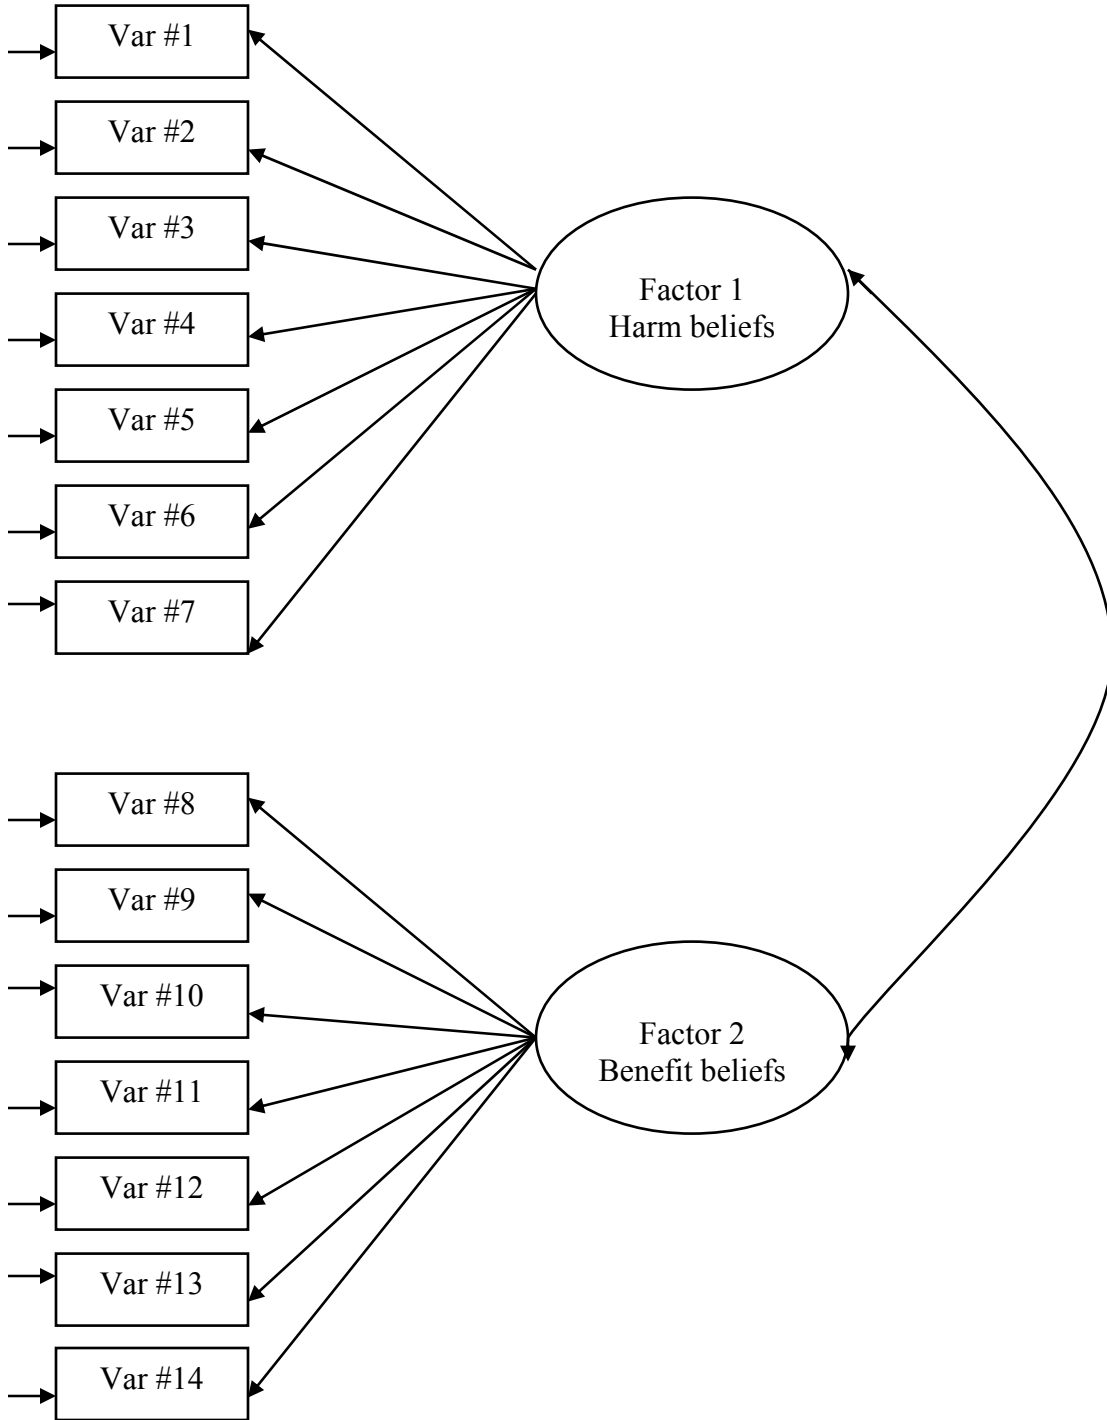 Var #1
Var #2
Var #3
Var #4
Var #5
Var #6
Var #7
Factor 1
Harm beliefs
Var #8
Var #9
Var #10
Var #11
Var #12
Var #13
Var #14
Factor 2
Benefit beliefs